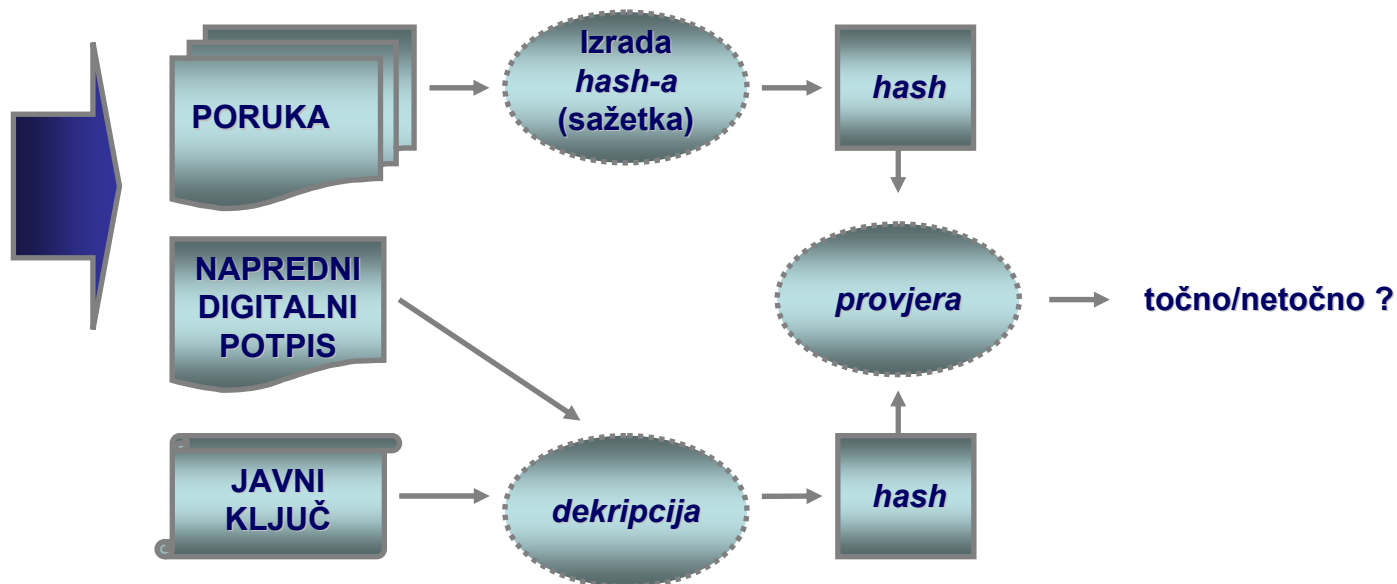 PORUKA
Izrada
hash-a
(sažetka)
hash
NAPREDNI
DIGITALNI
POTPIS
provjera
točno/netočno ?
JAVNI
KLJUČ
dekripcija
hash